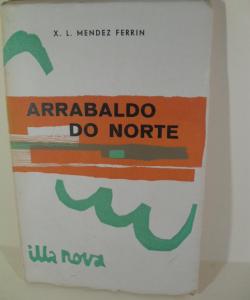 X. L. MENDEZ FERRIN
ARRABALDO
DO NORTE
illa nova